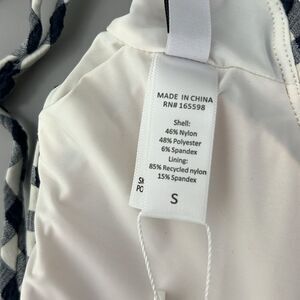 MADE IN CHINA
RN# 165598
Shell:
46% Nylon
48% Polyester
6% Spandex
Lining:
85% Recycled nylon
15% Spandex
S